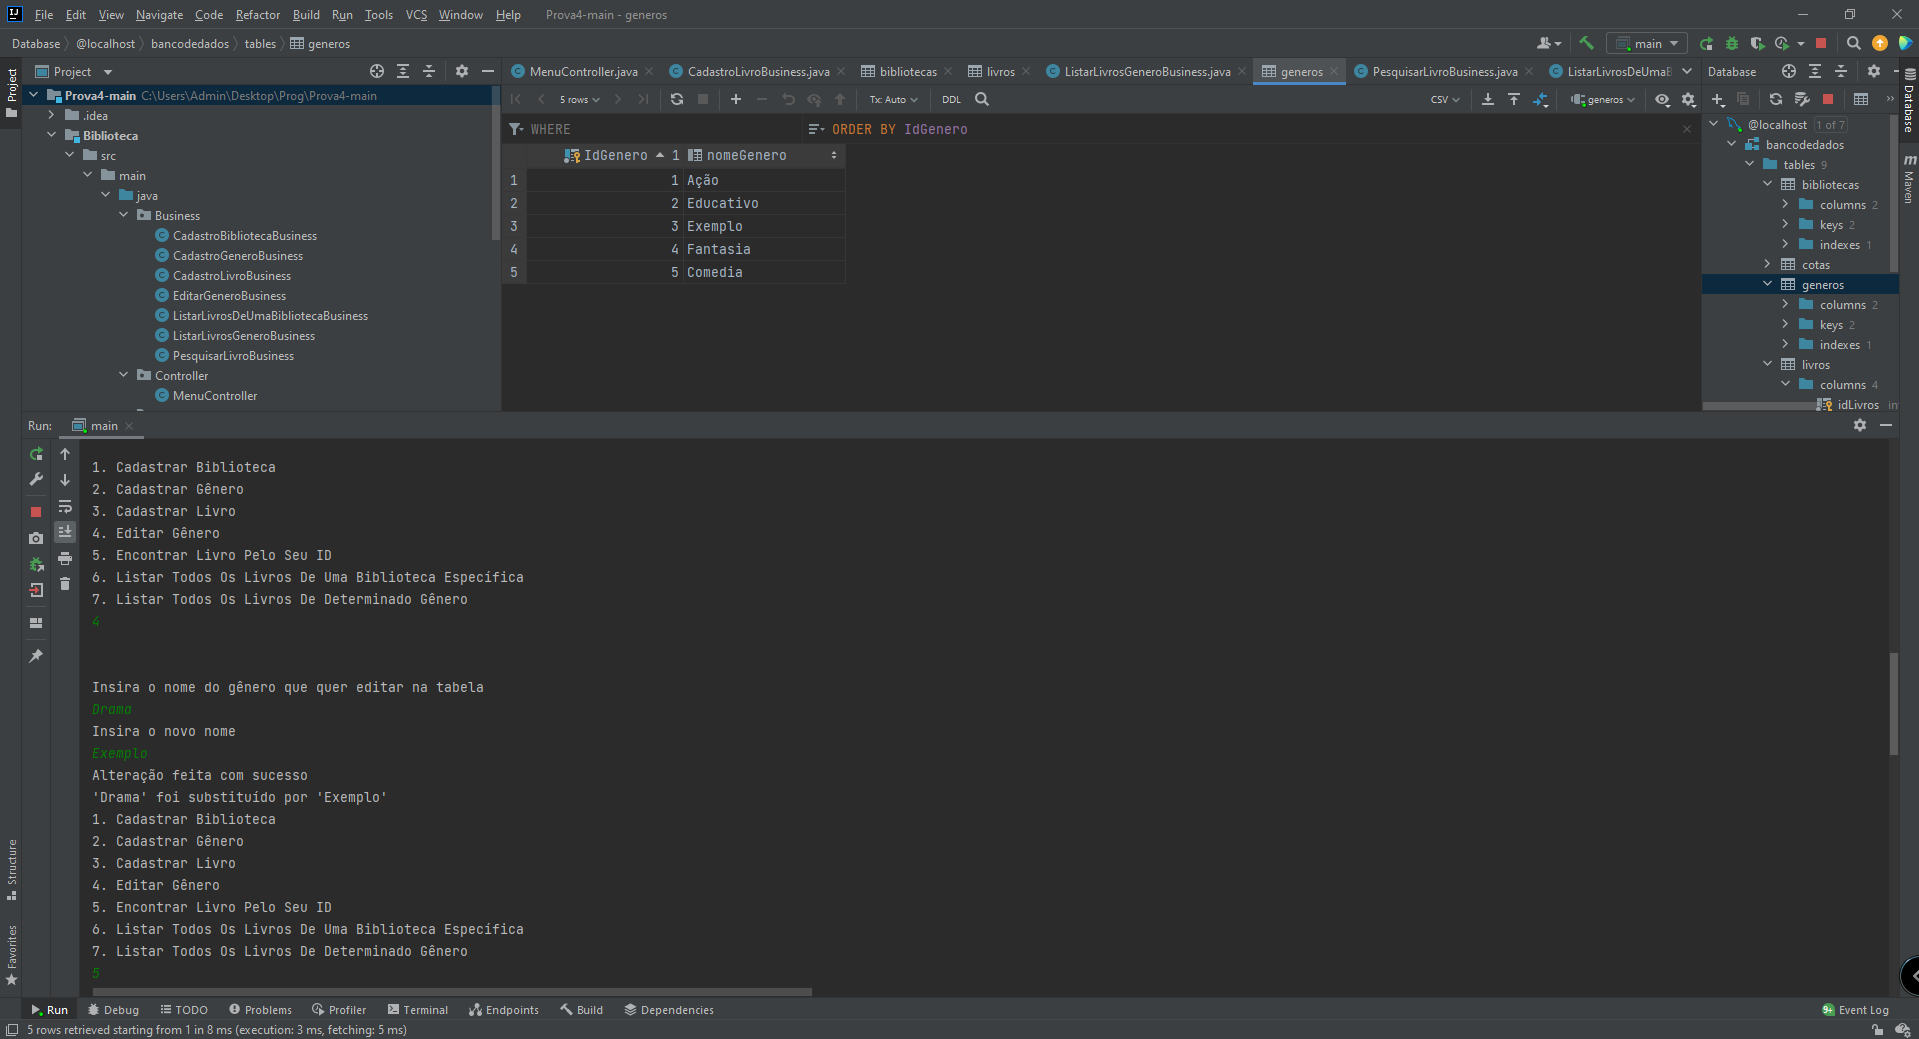 File Edit View Navigate Code Refactor Build Run Tools VCS Window Help Prova4-main - generos
Database @localhost bancodedados tables generos
main
Project
MenuController.java CadastroLivroBusiness.java bibliotecas livros ListarLivrosGeneroBusiness.java generos PesquisarLivroBusiness.java ListarLivrosDeUmaB
Database
Prova4-main C:\Users\Admin\Desktop\Prog\Prova4-main
.idea
Biblioteca
src
main
java
Business
CadastroBibliotecaBusiness
CadastroGeneroBusiness
CadastroLivroBusiness
EditarGeneroBusiness
ListarLivrosDeUmaBibliotecaBusiness
ListarLivrosGeneroBusiness
PesquisarLivroBusiness
Controller
MenuController
5 rows Tx: Auto DDL CSV generos
WHERE ORDER BY IdGenero
IdGenero 1 nomeGenero
1 1 Ação
2 2 Educativo
3 3 Exemplo
4 4 Fantasia
5 5 Comedia
@localhost 1 of 7
bancodedados
tables 9
bibliotecas
columns 2
keys 2
indexes 1
cotas
generos
columns 2
keys 2
indexes 1
livros
columns 4
idLivros in
Project
Structure
Favorites
Database
m Maven
Run: main
1. Cadastrar Biblioteca
2. Cadastrar Gênero
3. Cadastrar Livro
4. Editar Gênero
5. Encontrar Livro Pelo Seu ID
6. Listar Todos Os Livros De Uma Biblioteca Específica
7. Listar Todos Os Livros De Determinado Gênero
4
Insira o nome do gênero que quer editar na tabela
Drama
Insira o novo nome
Exemplo
Alteração feita com sucesso
'Drama' foi substituído por 'Exemplo'
1. Cadastrar Biblioteca
2. Cadastrar Gênero
3. Cadastrar Livro
4. Editar Gênero
5. Encontrar Livro Pelo Seu ID
6. Listar Todos Os Livros De Uma Biblioteca Específica
7. Listar Todos Os Livros De Determinado Gênero
5
Run Debug TODO Problems Profiler Terminal Endpoints Build Dependencies 9+ Event Log
5 rows retrieved starting from 1 in 8 ms (execution: 3 ms, fetching: 5 ms)